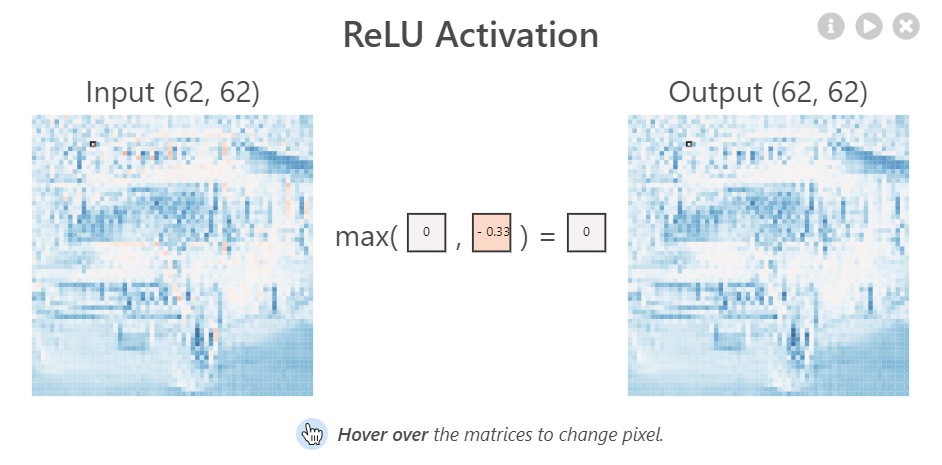 ReLU Activation
Input (62, 62)
Output (62, 62)
max( 0 , - 0.33 ) = 0
Hover over the matrices to change pixel.